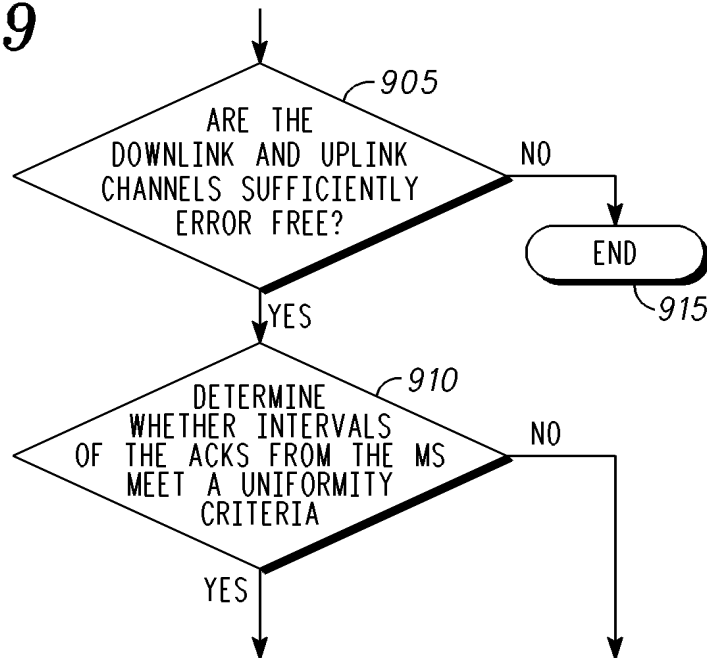 9
905
ARE THE
DOWNLINK AND UPLINK
CHANNELS SUFFICIENTLY
ERROR FREE?
NO
END
915
YES
910
DETERMINE
WHETHER INTERVALS
OF THE ACKS FROM THE MS
MEET A UNIFORMITY
CRITERIA
NO
YES